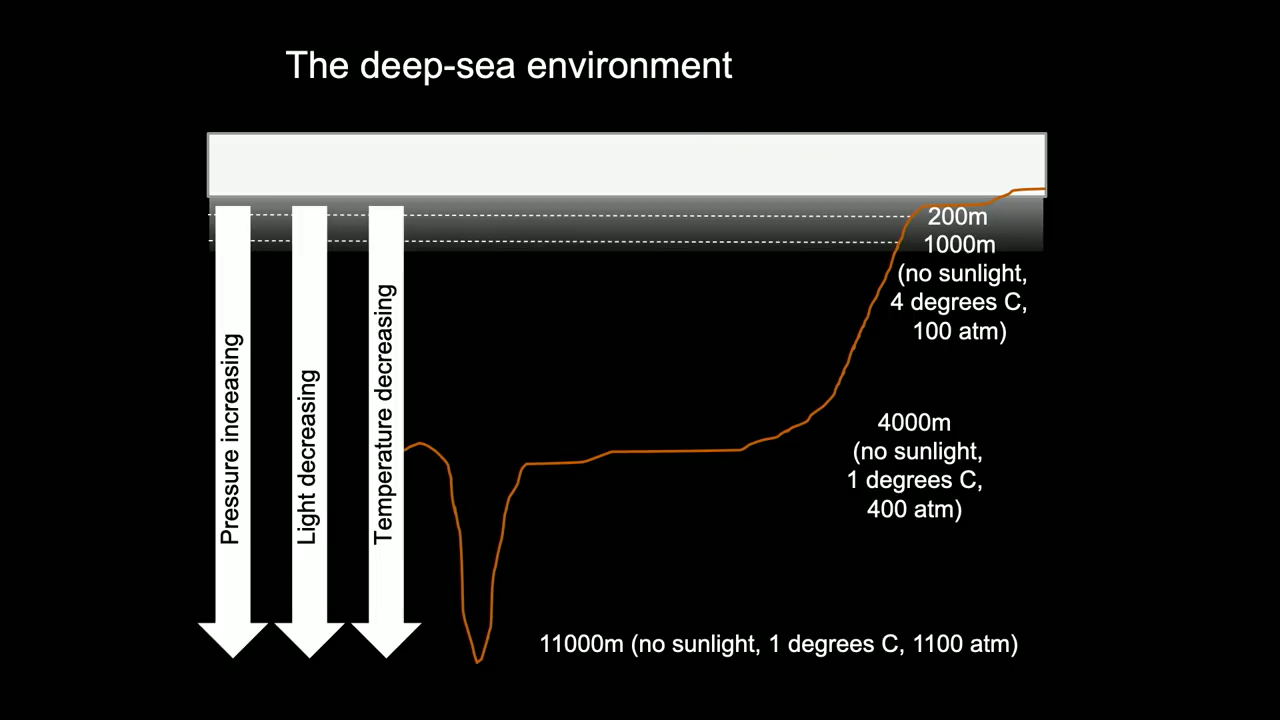 The deep-sea environment
200m
1000m
(no sunlight,
4 degrees C,
100 atm)
Pressure increasing
Light decreasing
Temperature decreasing
4000m
(no sunlight,
1 degrees C,
400 atm)
11000m (no sunlight, 1 degrees C, 1100 atm)